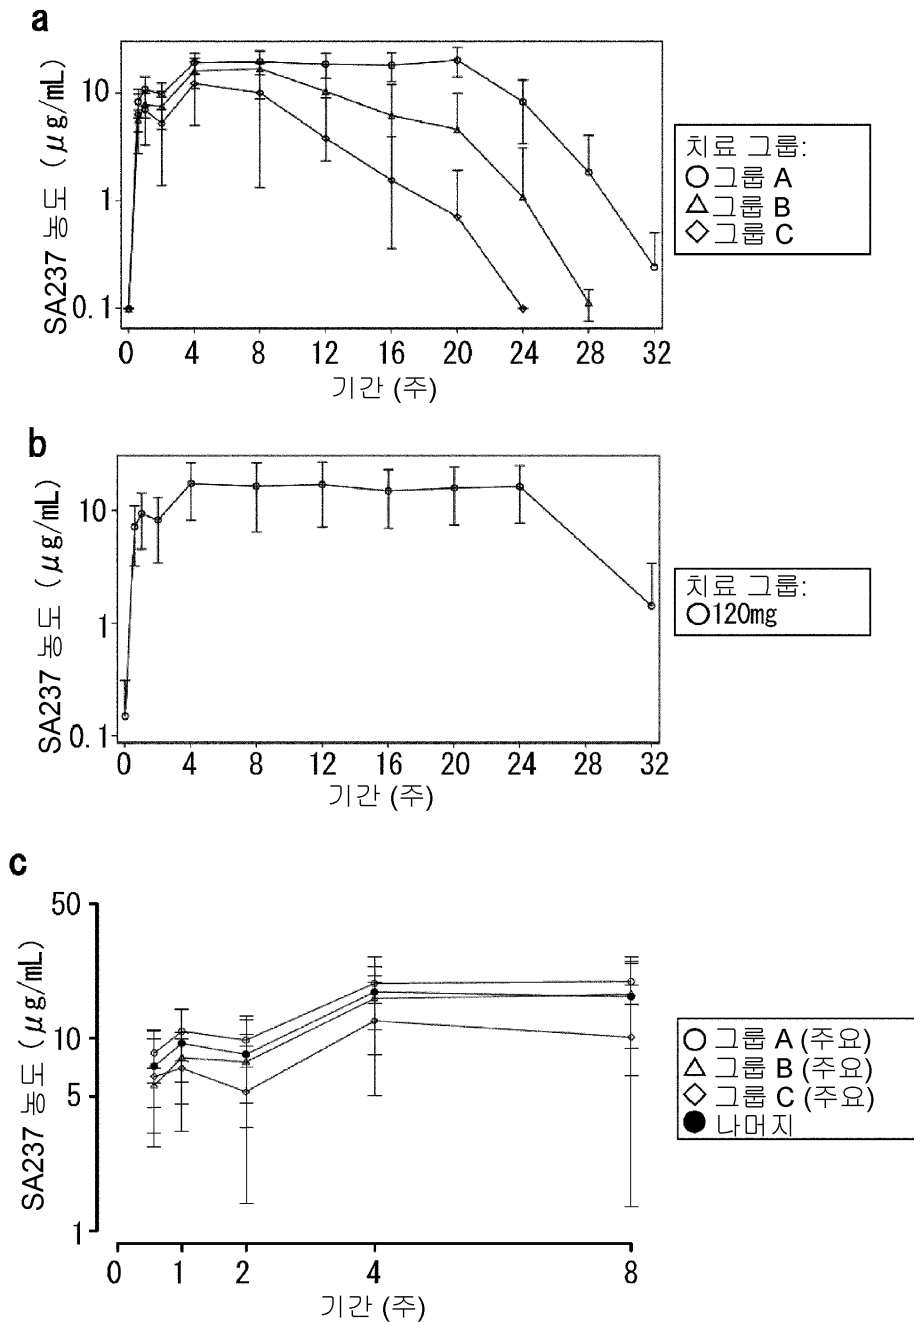 a
SA237 농도 (μg/mL)
10
1
0.1
0 4 8 12 16 20 24 28 32
기간 (주)
치료 그룹:
그룹 A
그룹 B
그룹 C
b
SA237 농도 (μg/mL)
10
1
0.1
0 4 8 12 16 20 24 28 32
기간 (주)
치료 그룹:
120mg
c
SA237 농도 (μg/mL)
50
10
5
1
0 1 2 4 8
기간 (주)
그룹 A (주요)
그룹 B (주요)
그룹 C (주요)
나머지